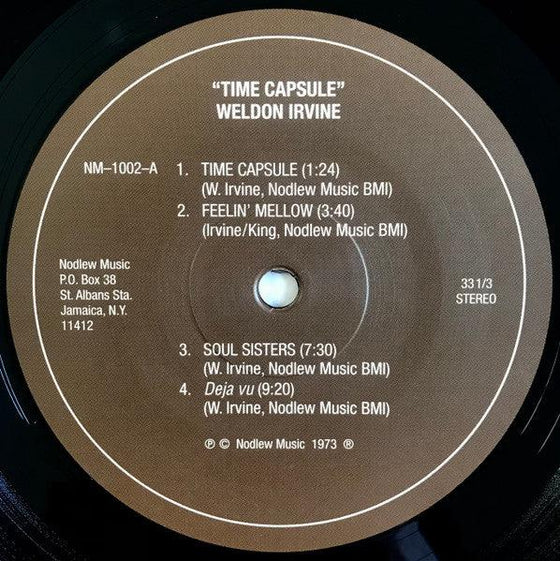 "TIME CAPSULE"
WELDON IRVINE
NM–1002–A
1. TIME CAPSULE (1:24)
(W. Irvine, Nodlew Music BMI)
2. FEELIN' MELLOW (3:40)
(Irvine/King, Nodlew Music BMI)
Nodlew Music
P.O. Box 38
St. Albans Sta.
Jamaica, N.Y.
11412
33 1/3
STEREO
3. SOUL SISTERS (7:30)
(W. Irvine, Nodlew Music BMI)
4. Deja vu (9:20)
(W. Irvine, Nodlew Music BMI)
℗ © Nodlew Music 1973 ®